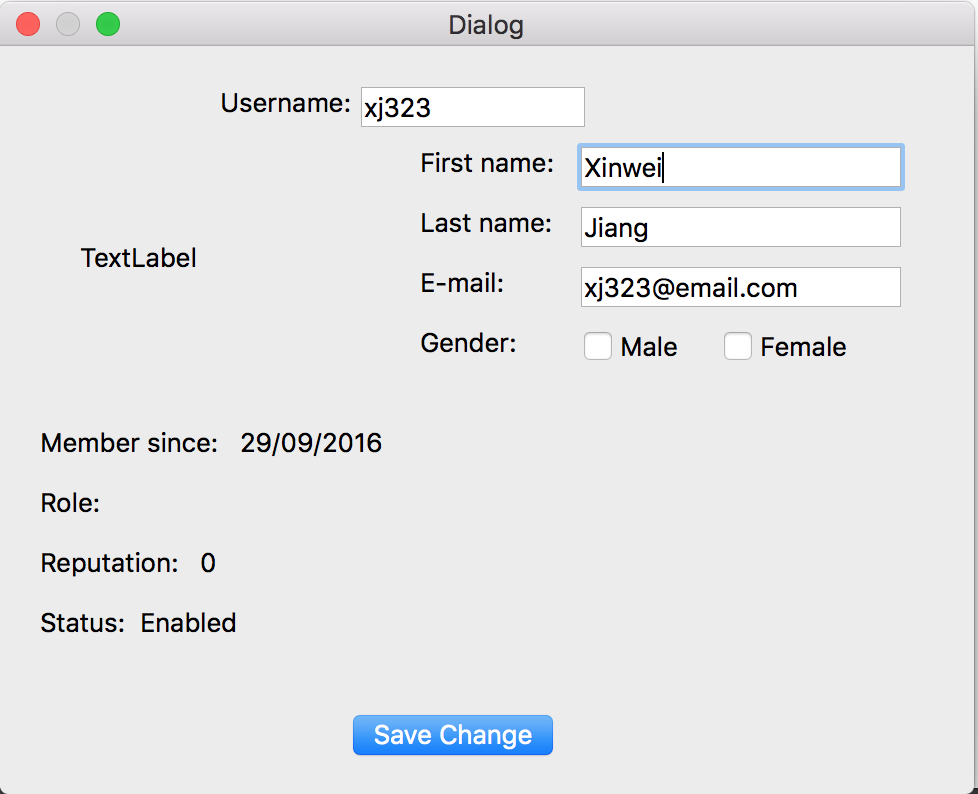 Dialog
Username: xj323
First name: Xinwei
Last name: Jiang
TextLabel
E-mail: xj323@email.com
Gender: Male Female
Member since: 29/09/2016
Role:
Reputation: 0
Status: Enabled
Save Change